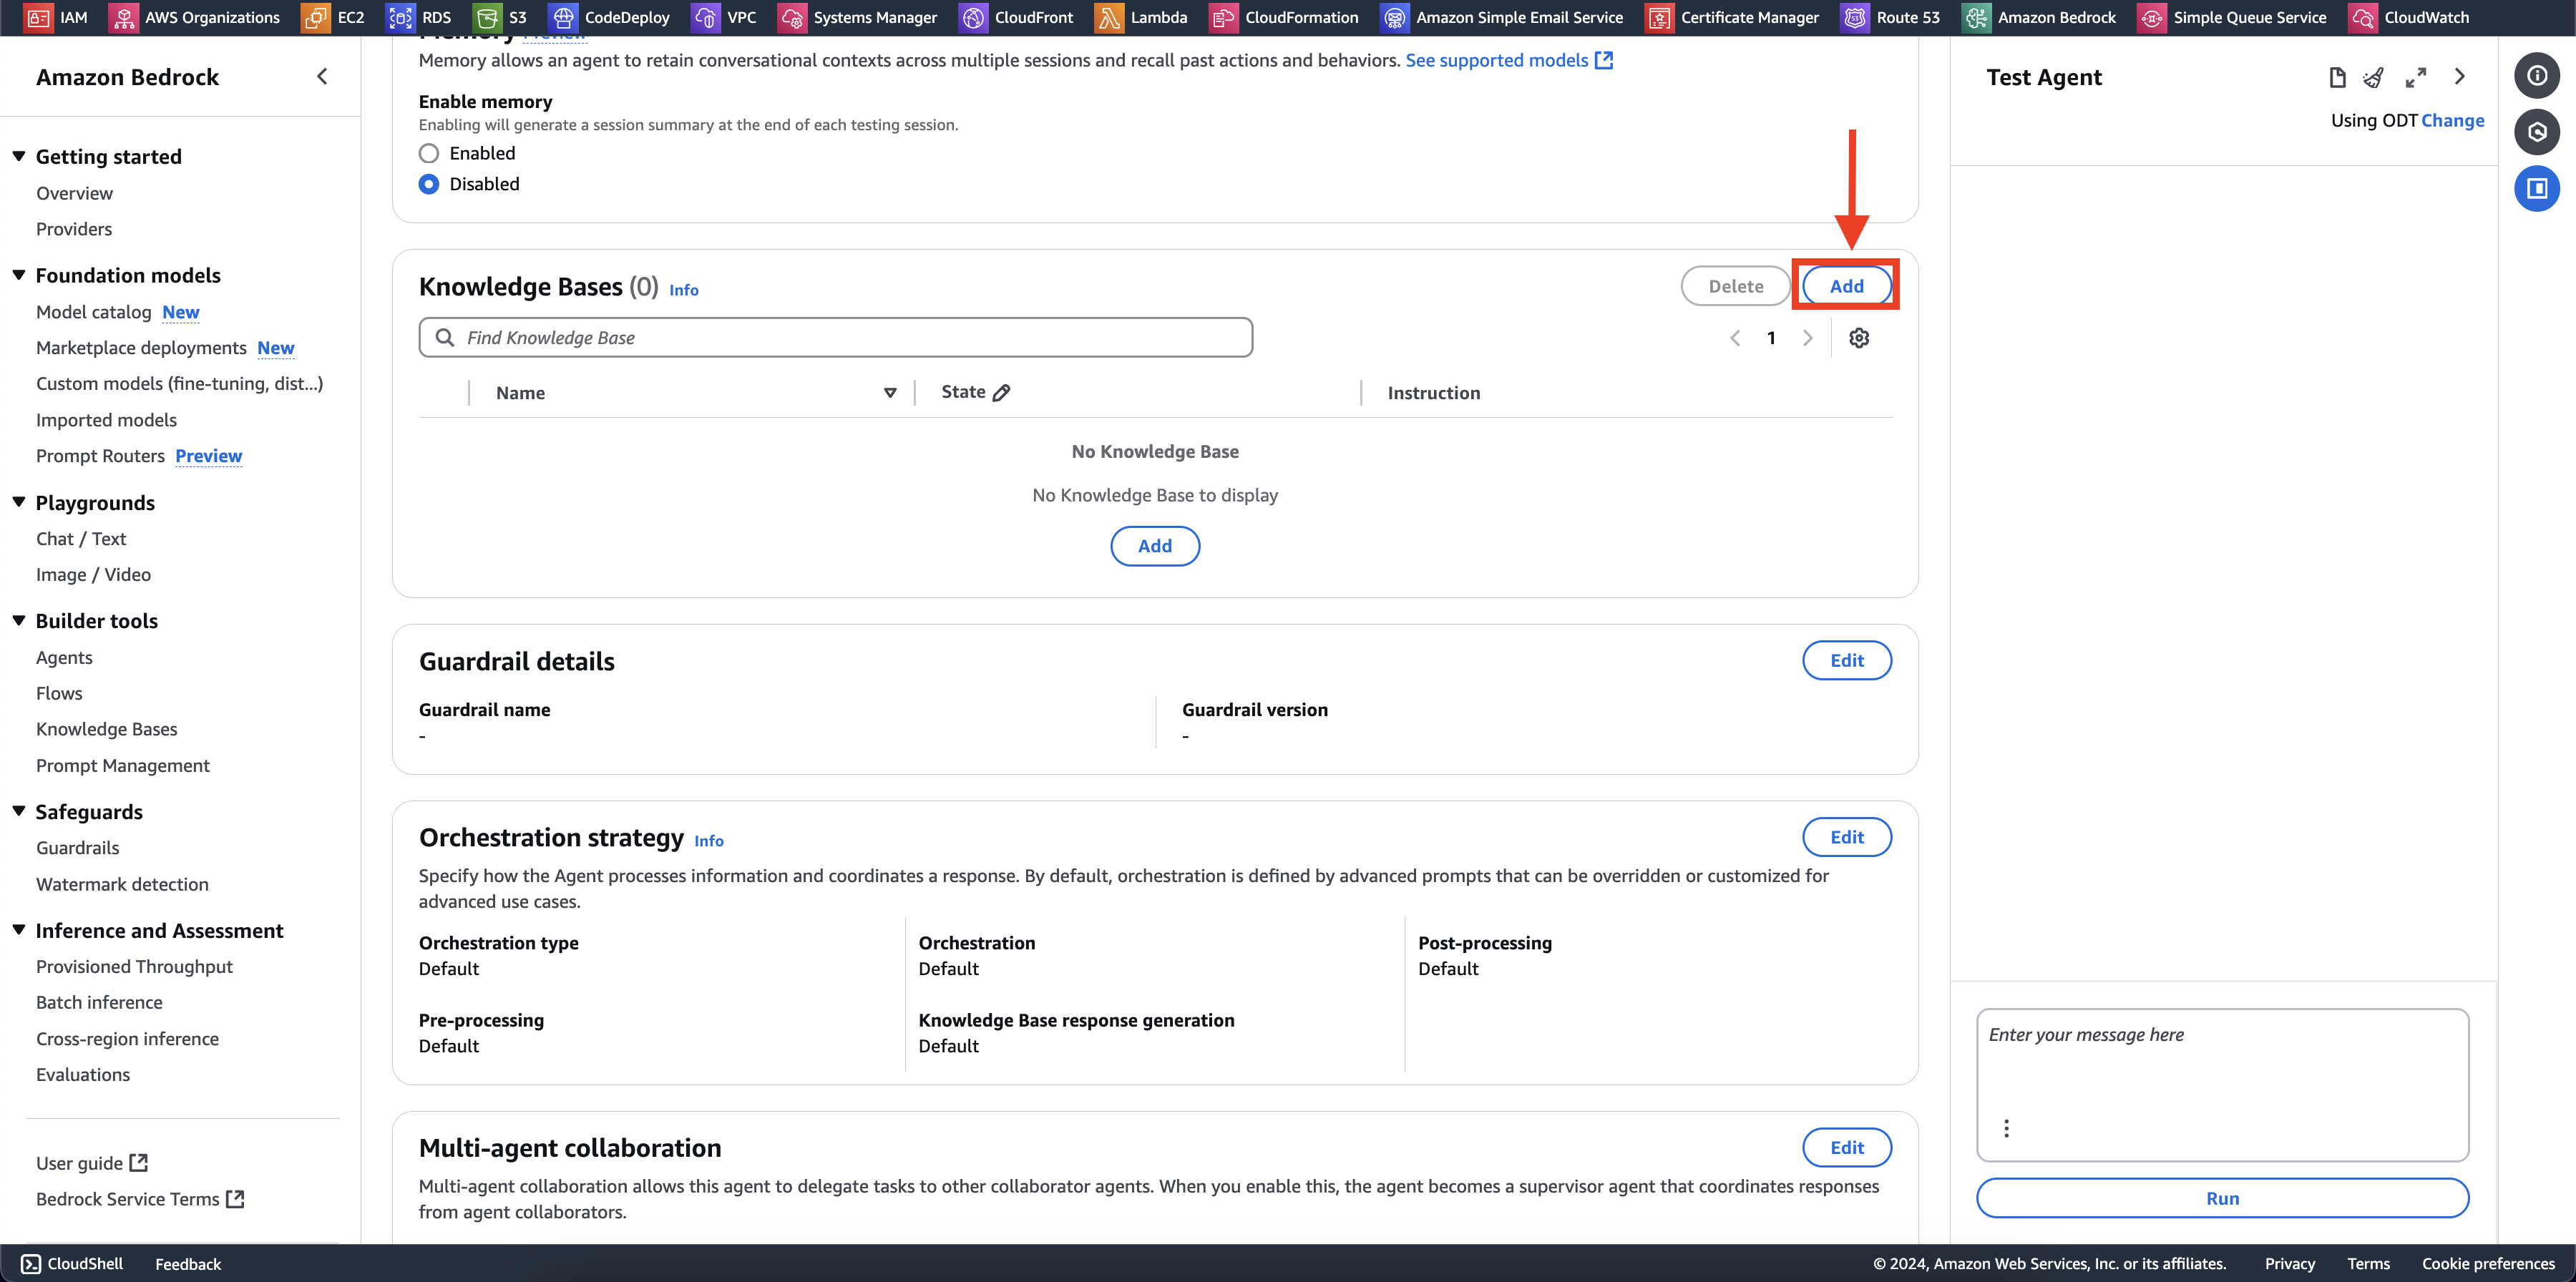 IAM
AWS Organizations
EC2
RDS
S3
CodeDeploy
VPC
Systems Manager
CloudFront
Lambda
CloudFormation
Amazon Simple Email Service
Certificate Manager
Route 53
Amazon Bedrock
Simple Queue Service
CloudWatch
Amazon Bedrock
Getting started
Overview
Providers
Foundation models
Model catalog New
Marketplace deployments New
Custom models (fine-tuning, dist...)
Imported models
Prompt Routers Preview
Playgrounds
Chat / Text
Image / Video
Builder tools
Agents
Flows
Knowledge Bases
Prompt Management
Safeguards
Guardrails
Watermark detection
Inference and Assessment
Provisioned Throughput
Batch inference
Cross-region inference
Evaluations
User guide
Bedrock Service Terms
Memory Preview
Memory allows an agent to retain conversational contexts across multiple sessions and recall past actions and behaviors. See supported models
Enable memory
Enabling will generate a session summary at the end of each testing session.
Enabled
Disabled
Knowledge Bases (0) Info
Delete
Add
Find Knowledge Base
1
Name
State
Instruction
No Knowledge Base
No Knowledge Base to display
Add
Guardrail details
Edit
Guardrail name
-
Guardrail version
-
Orchestration strategy Info
Edit
Specify how the Agent processes information and coordinates a response. By default, orchestration is defined by advanced prompts that can be overridden or customized for
advanced use cases.
Orchestration type
Default
Orchestration
Default
Post-processing
Default
Pre-processing
Default
Knowledge Base response generation
Default
Multi-agent collaboration
Edit
Multi-agent collaboration allows this agent to delegate tasks to other collaborator agents. When you enable this, the agent becomes a supervisor agent that coordinates responses
from agent collaborators.
Test Agent
Using ODT Change
Enter your message here
Run
CloudShell
Feedback
© 2024, Amazon Web Services, Inc. or its affiliates.
Privacy
Terms
Cookie preferences